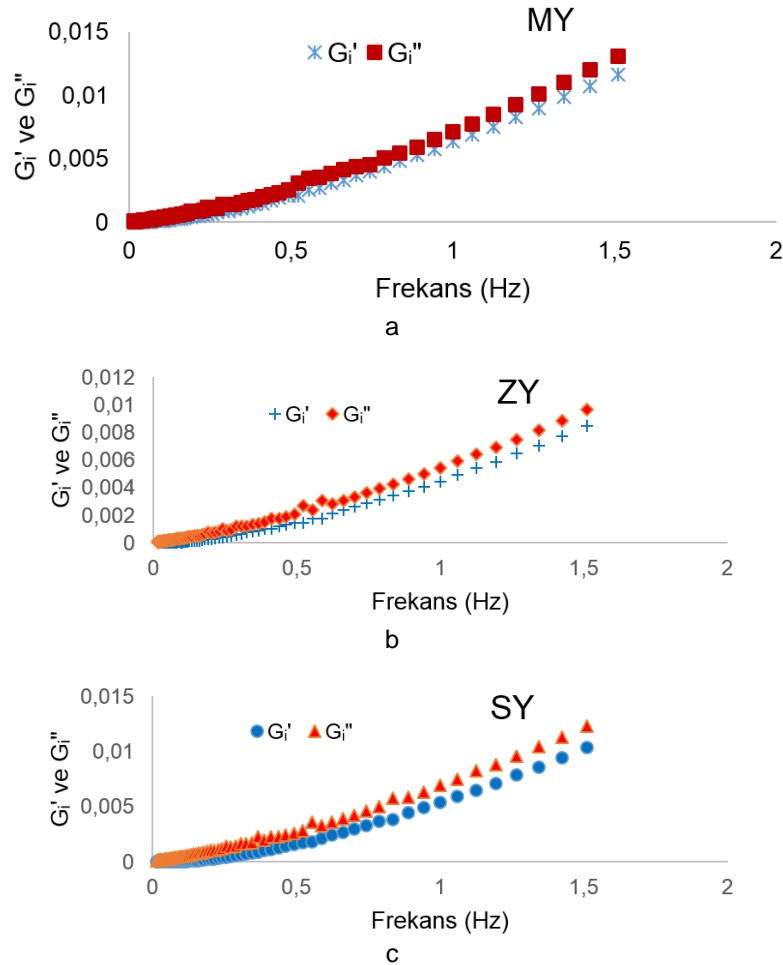 MY
Gi' Gi"
0,015
0,01
0,005
0
Gi' ve Gi"
0 0,5 1 1,5 2
Frekans (Hz)
a
ZY
Gi' Gi"
0,012
0,01
0,008
0,006
0,004
0,002
0
Gi' ve Gi"
0 0,5 1 1,5 2
Frekans (Hz)
b
SY
Gi' Gi"
0,015
0,01
0,005
0
Gi' ve Gi"
0 0,5 1 1,5 2
Frekans (Hz)
c